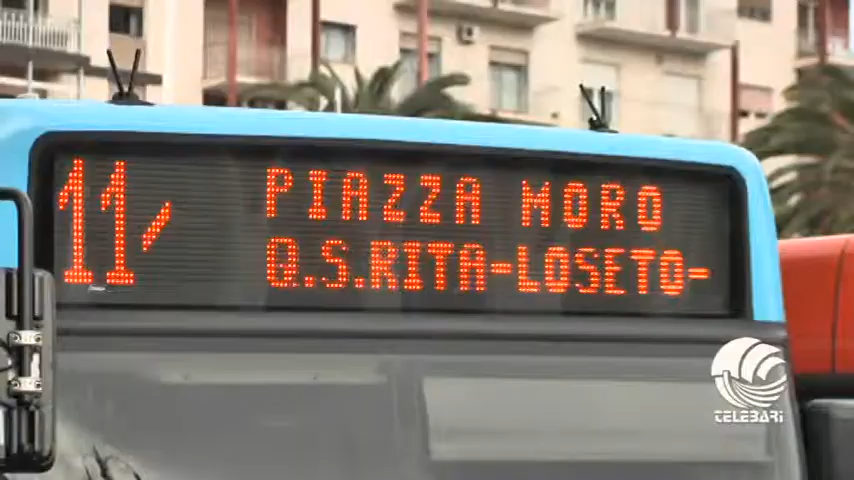 11/ PIAZZA MORO
Q.S.RITA-LOSETO-
TELEBARI